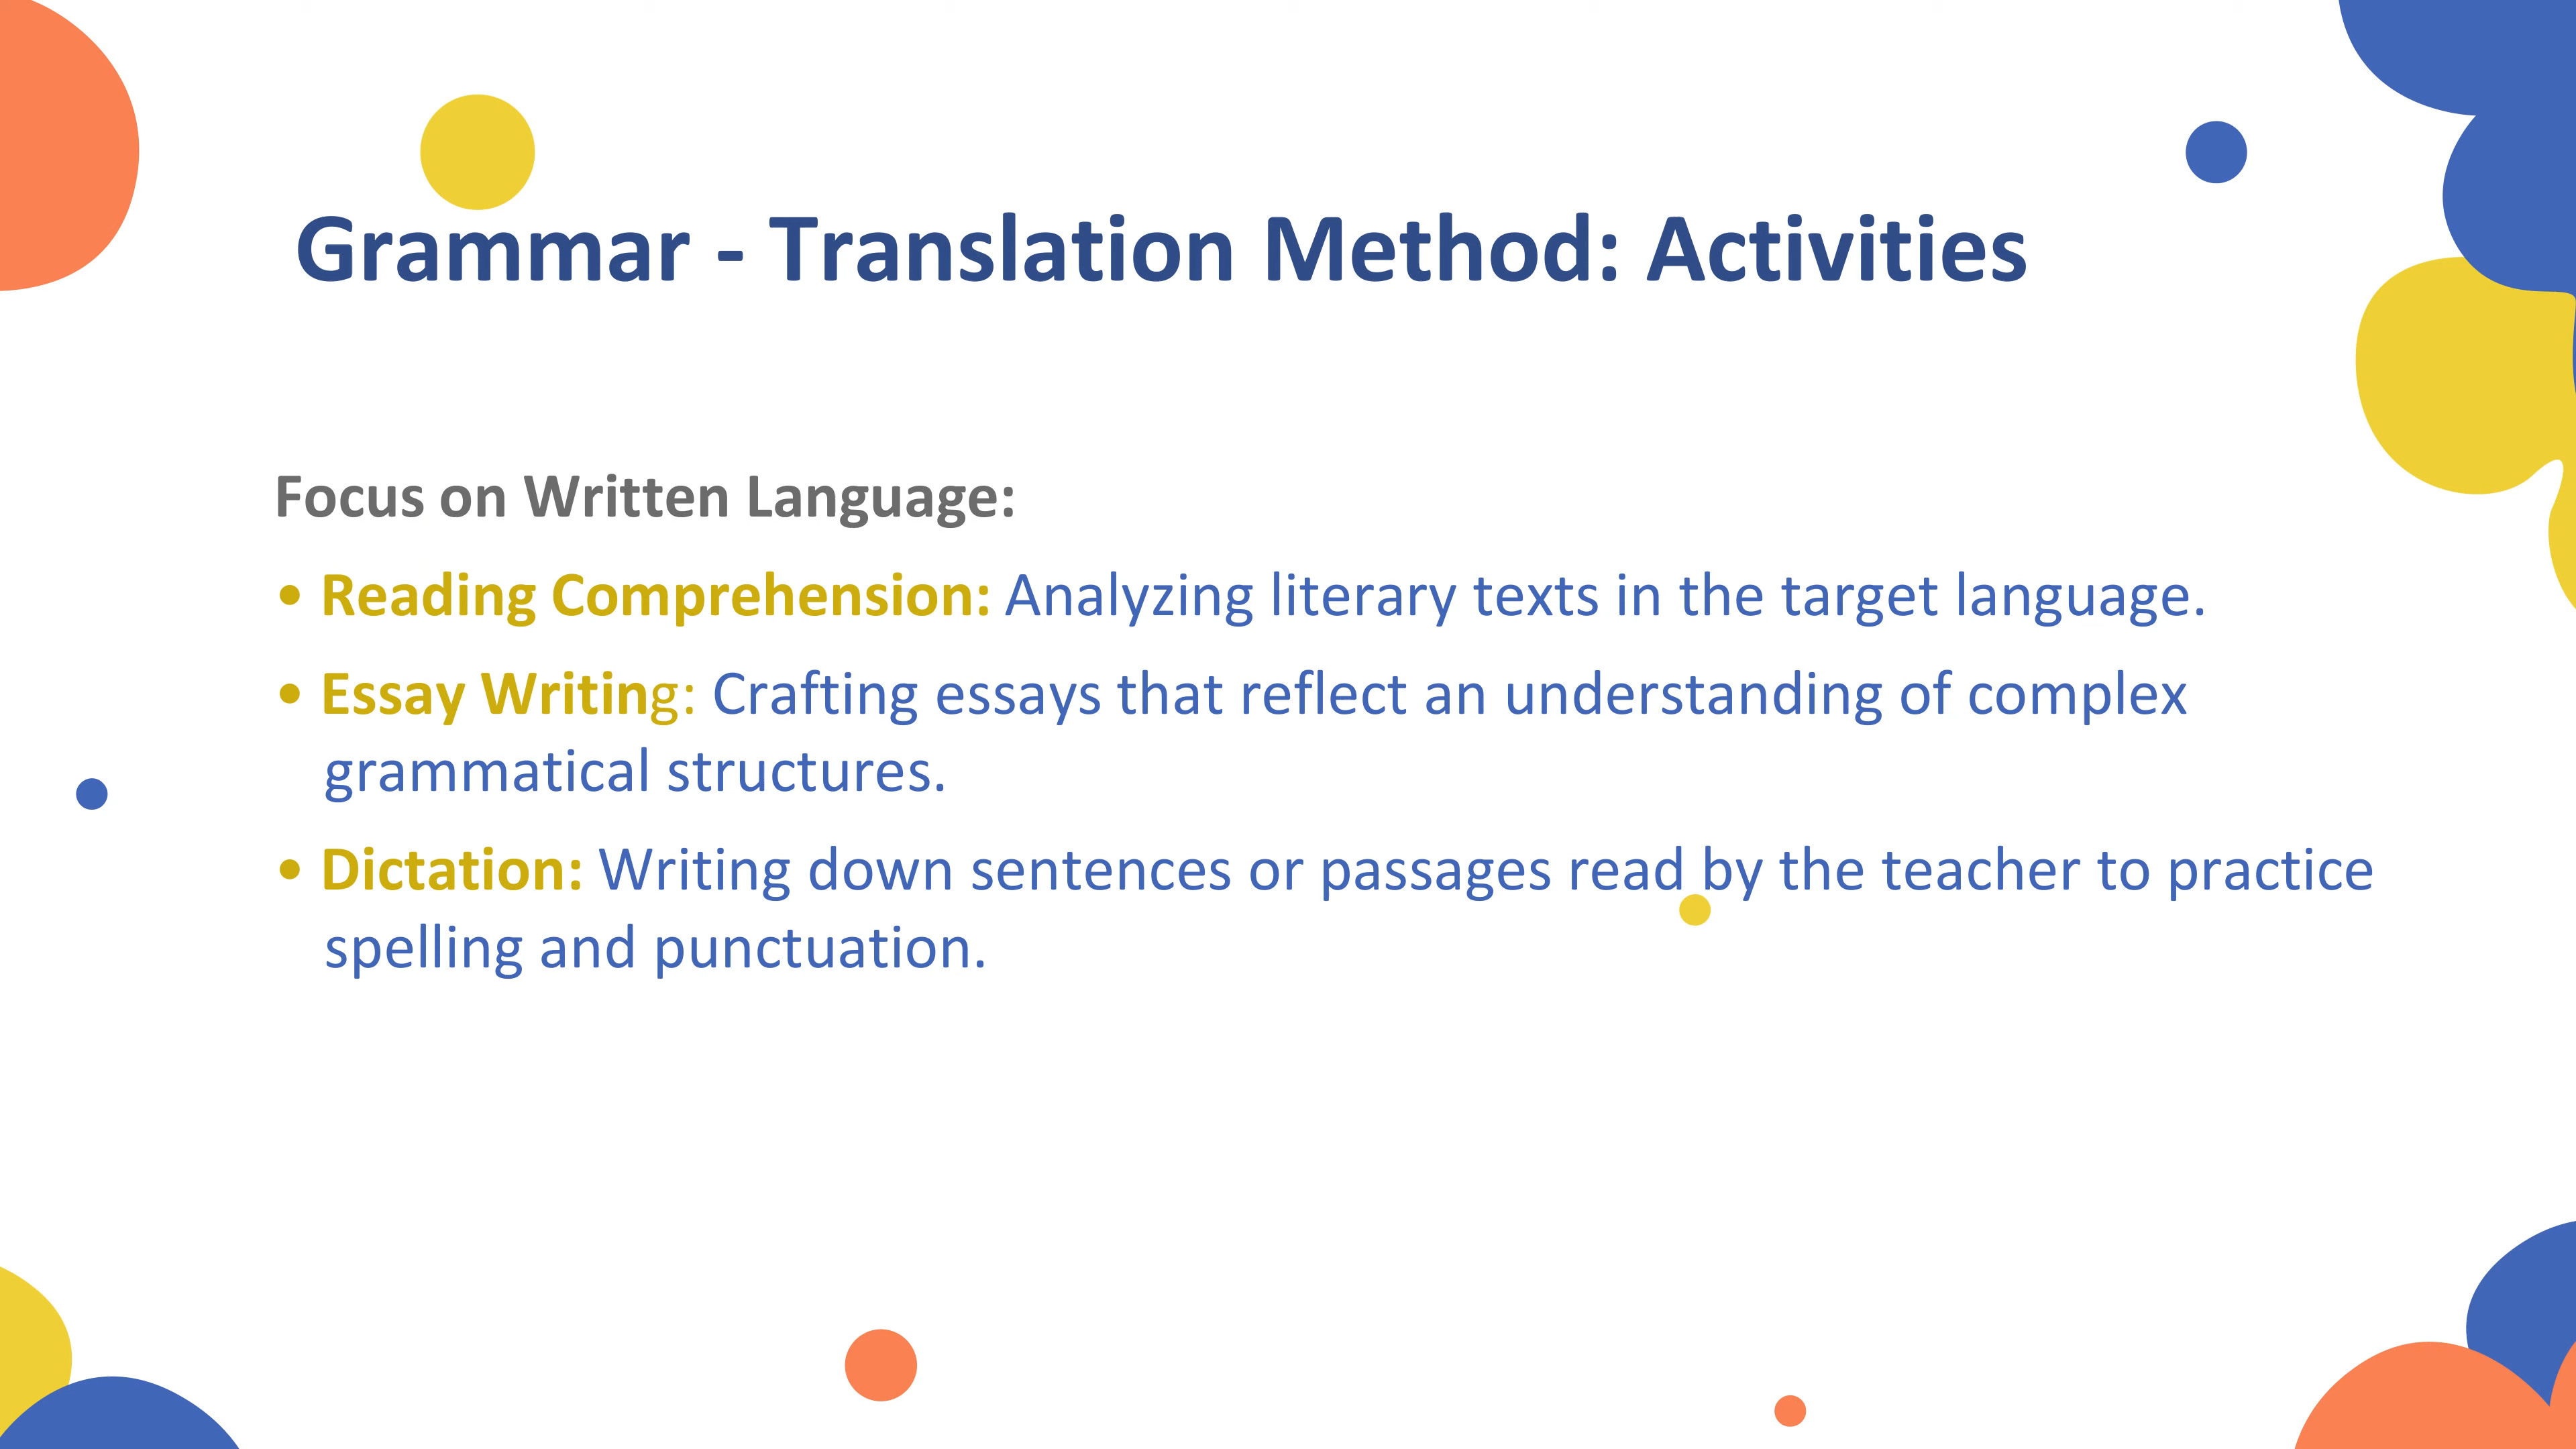 Grammar - Translation Method: Activities
Focus on Written Language:
• Reading Comprehension: Analyzing literary texts in the target language.
• Essay Writing: Crafting essays that reflect an understanding of complex
grammatical structures.
• Dictation: Writing down sentences or passages read by the teacher to practice
spelling and punctuation.